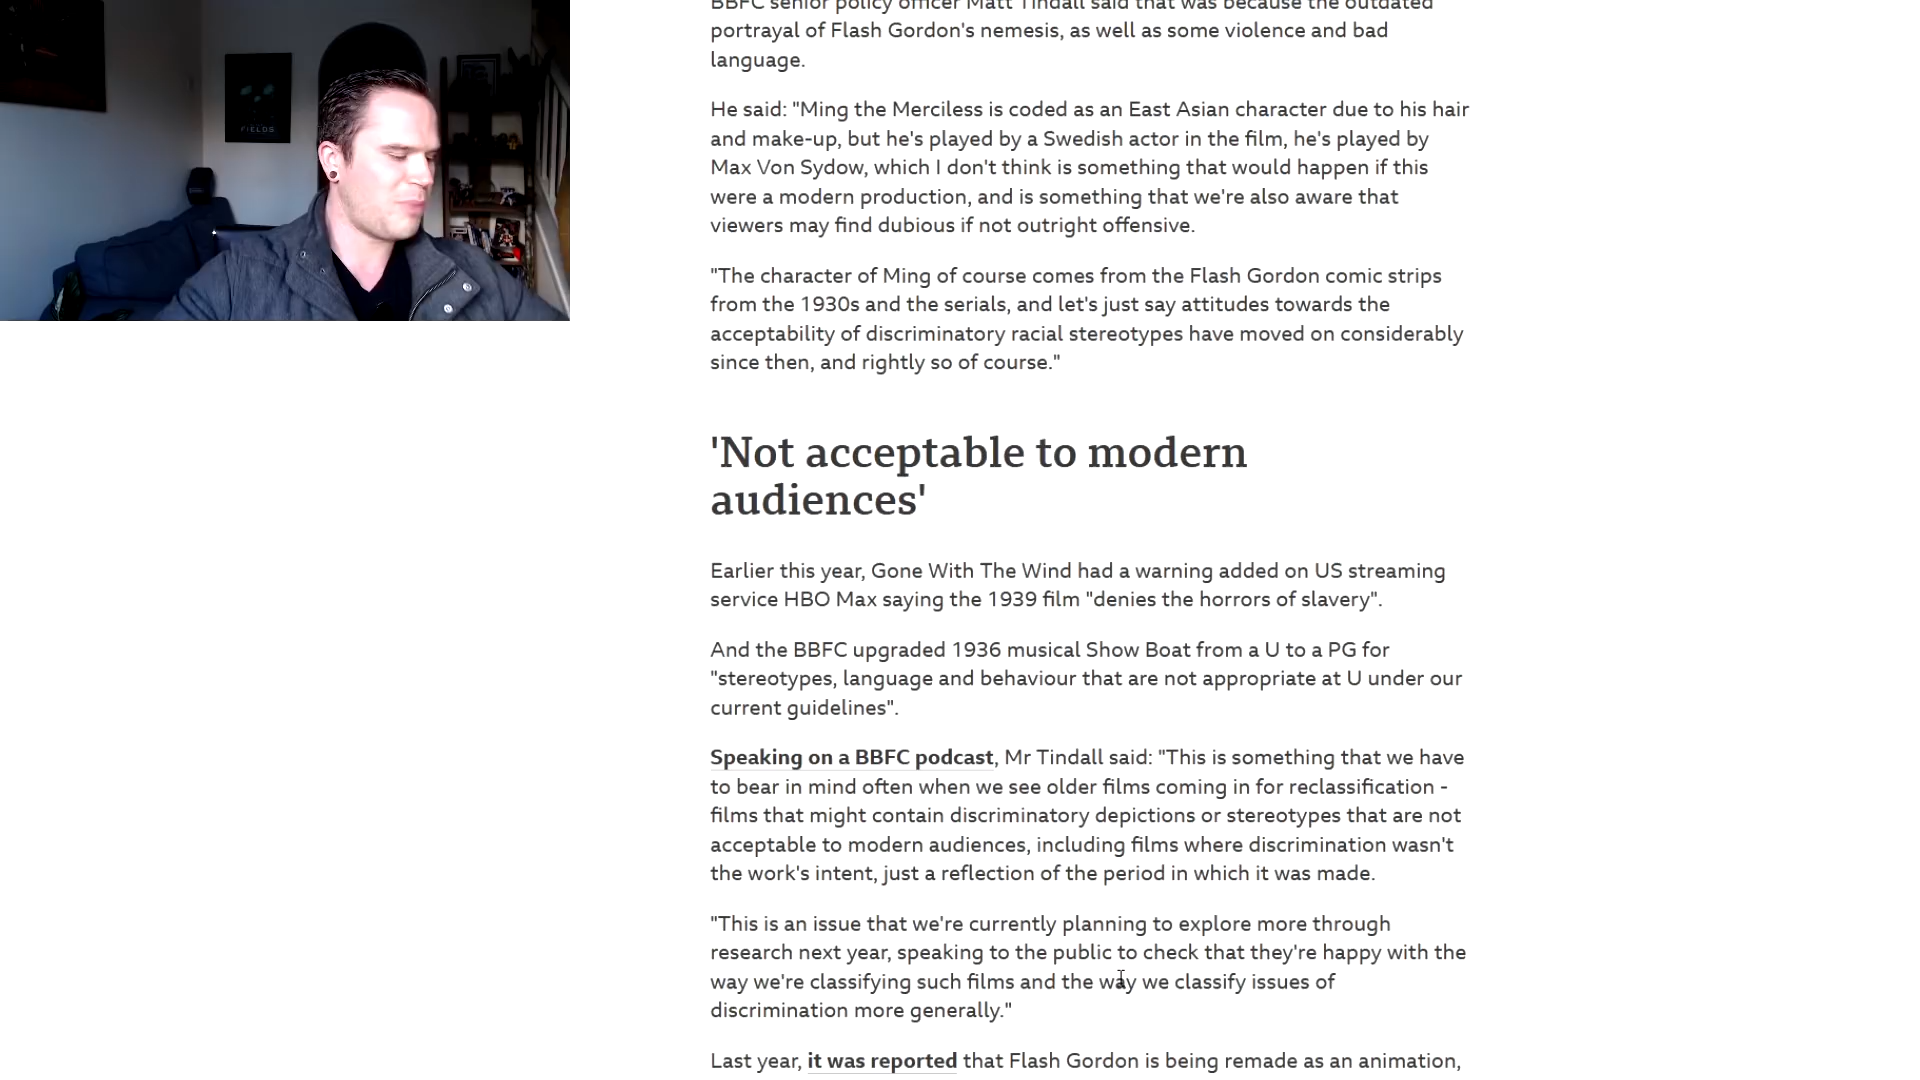 FIELDS
BBFC senior policy officer Matt Tindall said that was because the outdated
portrayal of Flash Gordon's nemesis, as well as some violence and bad
language.
He said: "Ming the Merciless is coded as an East Asian character due to his hair
and make-up, but he's played by a Swedish actor in the film, he's played by
Max Von Sydow, which I don't think is something that would happen if this
were a modern production, and is something that we're also aware that
viewers may find dubious if not outright offensive.
"The character of Ming of course comes from the Flash Gordon comic strips
from the 1930s and the serials, and let's just say attitudes towards the
acceptability of discriminatory racial stereotypes have moved on considerably
since then, and rightly so of course."
'Not acceptable to modern
audiences'
Earlier this year, Gone With The Wind had a warning added on US streaming
service HBO Max saying the 1939 film "denies the horrors of slavery".
And the BBFC upgraded 1936 musical Show Boat from a U to a PG for
"stereotypes, language and behaviour that are not appropriate at U under our
current guidelines".
Speaking on a BBFC podcast, Mr Tindall said: "This is something that we have
to bear in mind often when we see older films coming in for reclassification -
films that might contain discriminatory depictions or stereotypes that are not
acceptable to modern audiences, including films where discrimination wasn't
the work's intent, just a reflection of the period in which it was made.
"This is an issue that we're currently planning to explore more through
research next year, speaking to the public to check that they're happy with the
way we're classifying such films and the way we classify issues of
discrimination more generally."
Last year, it was reported that Flash Gordon is being remade as an animation,